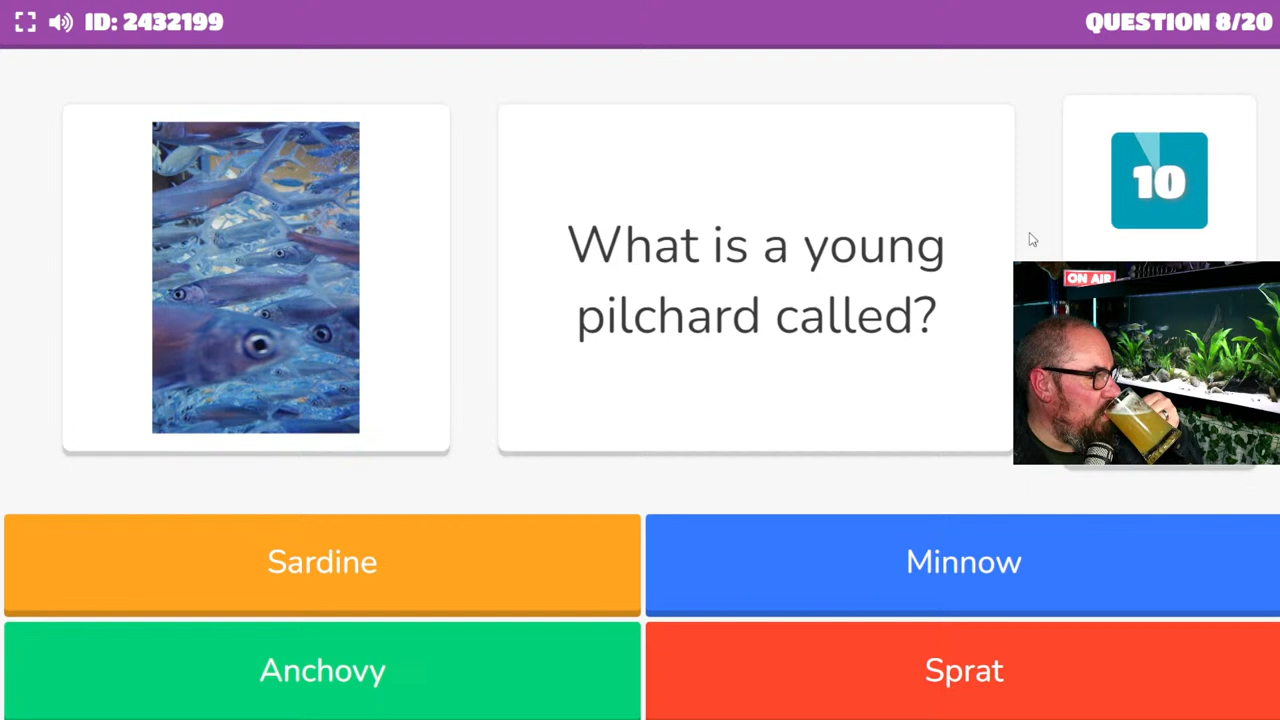 ID: 2432199
QUESTION 8/20
What is a young
pilchard called?
10
ON AIR
Sardine
Minnow
Anchovy
Sprat